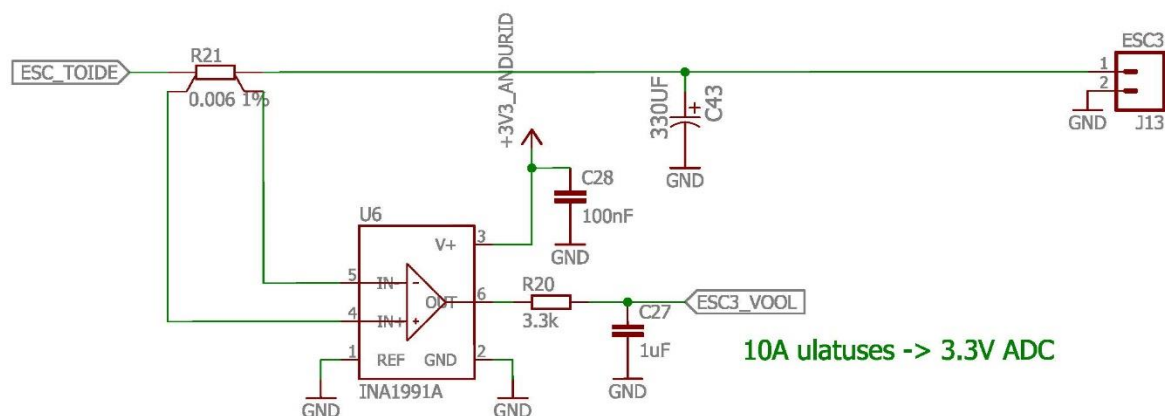 ESC_TOIDE
R21
0.006 1%
+3V3_ANDURID
330UF
C43
ESC3
1
2
GND
J13
GND
C28
100nF
GND
U6
V+
3
5
IN-
4
IN+
OUT
6
R20
3.3k
ESC3_VOOL
C27
1uF
10A ulatuses -> 3.3V ADC
1
REF
GND
2
INA1991A
GND
GND
GND